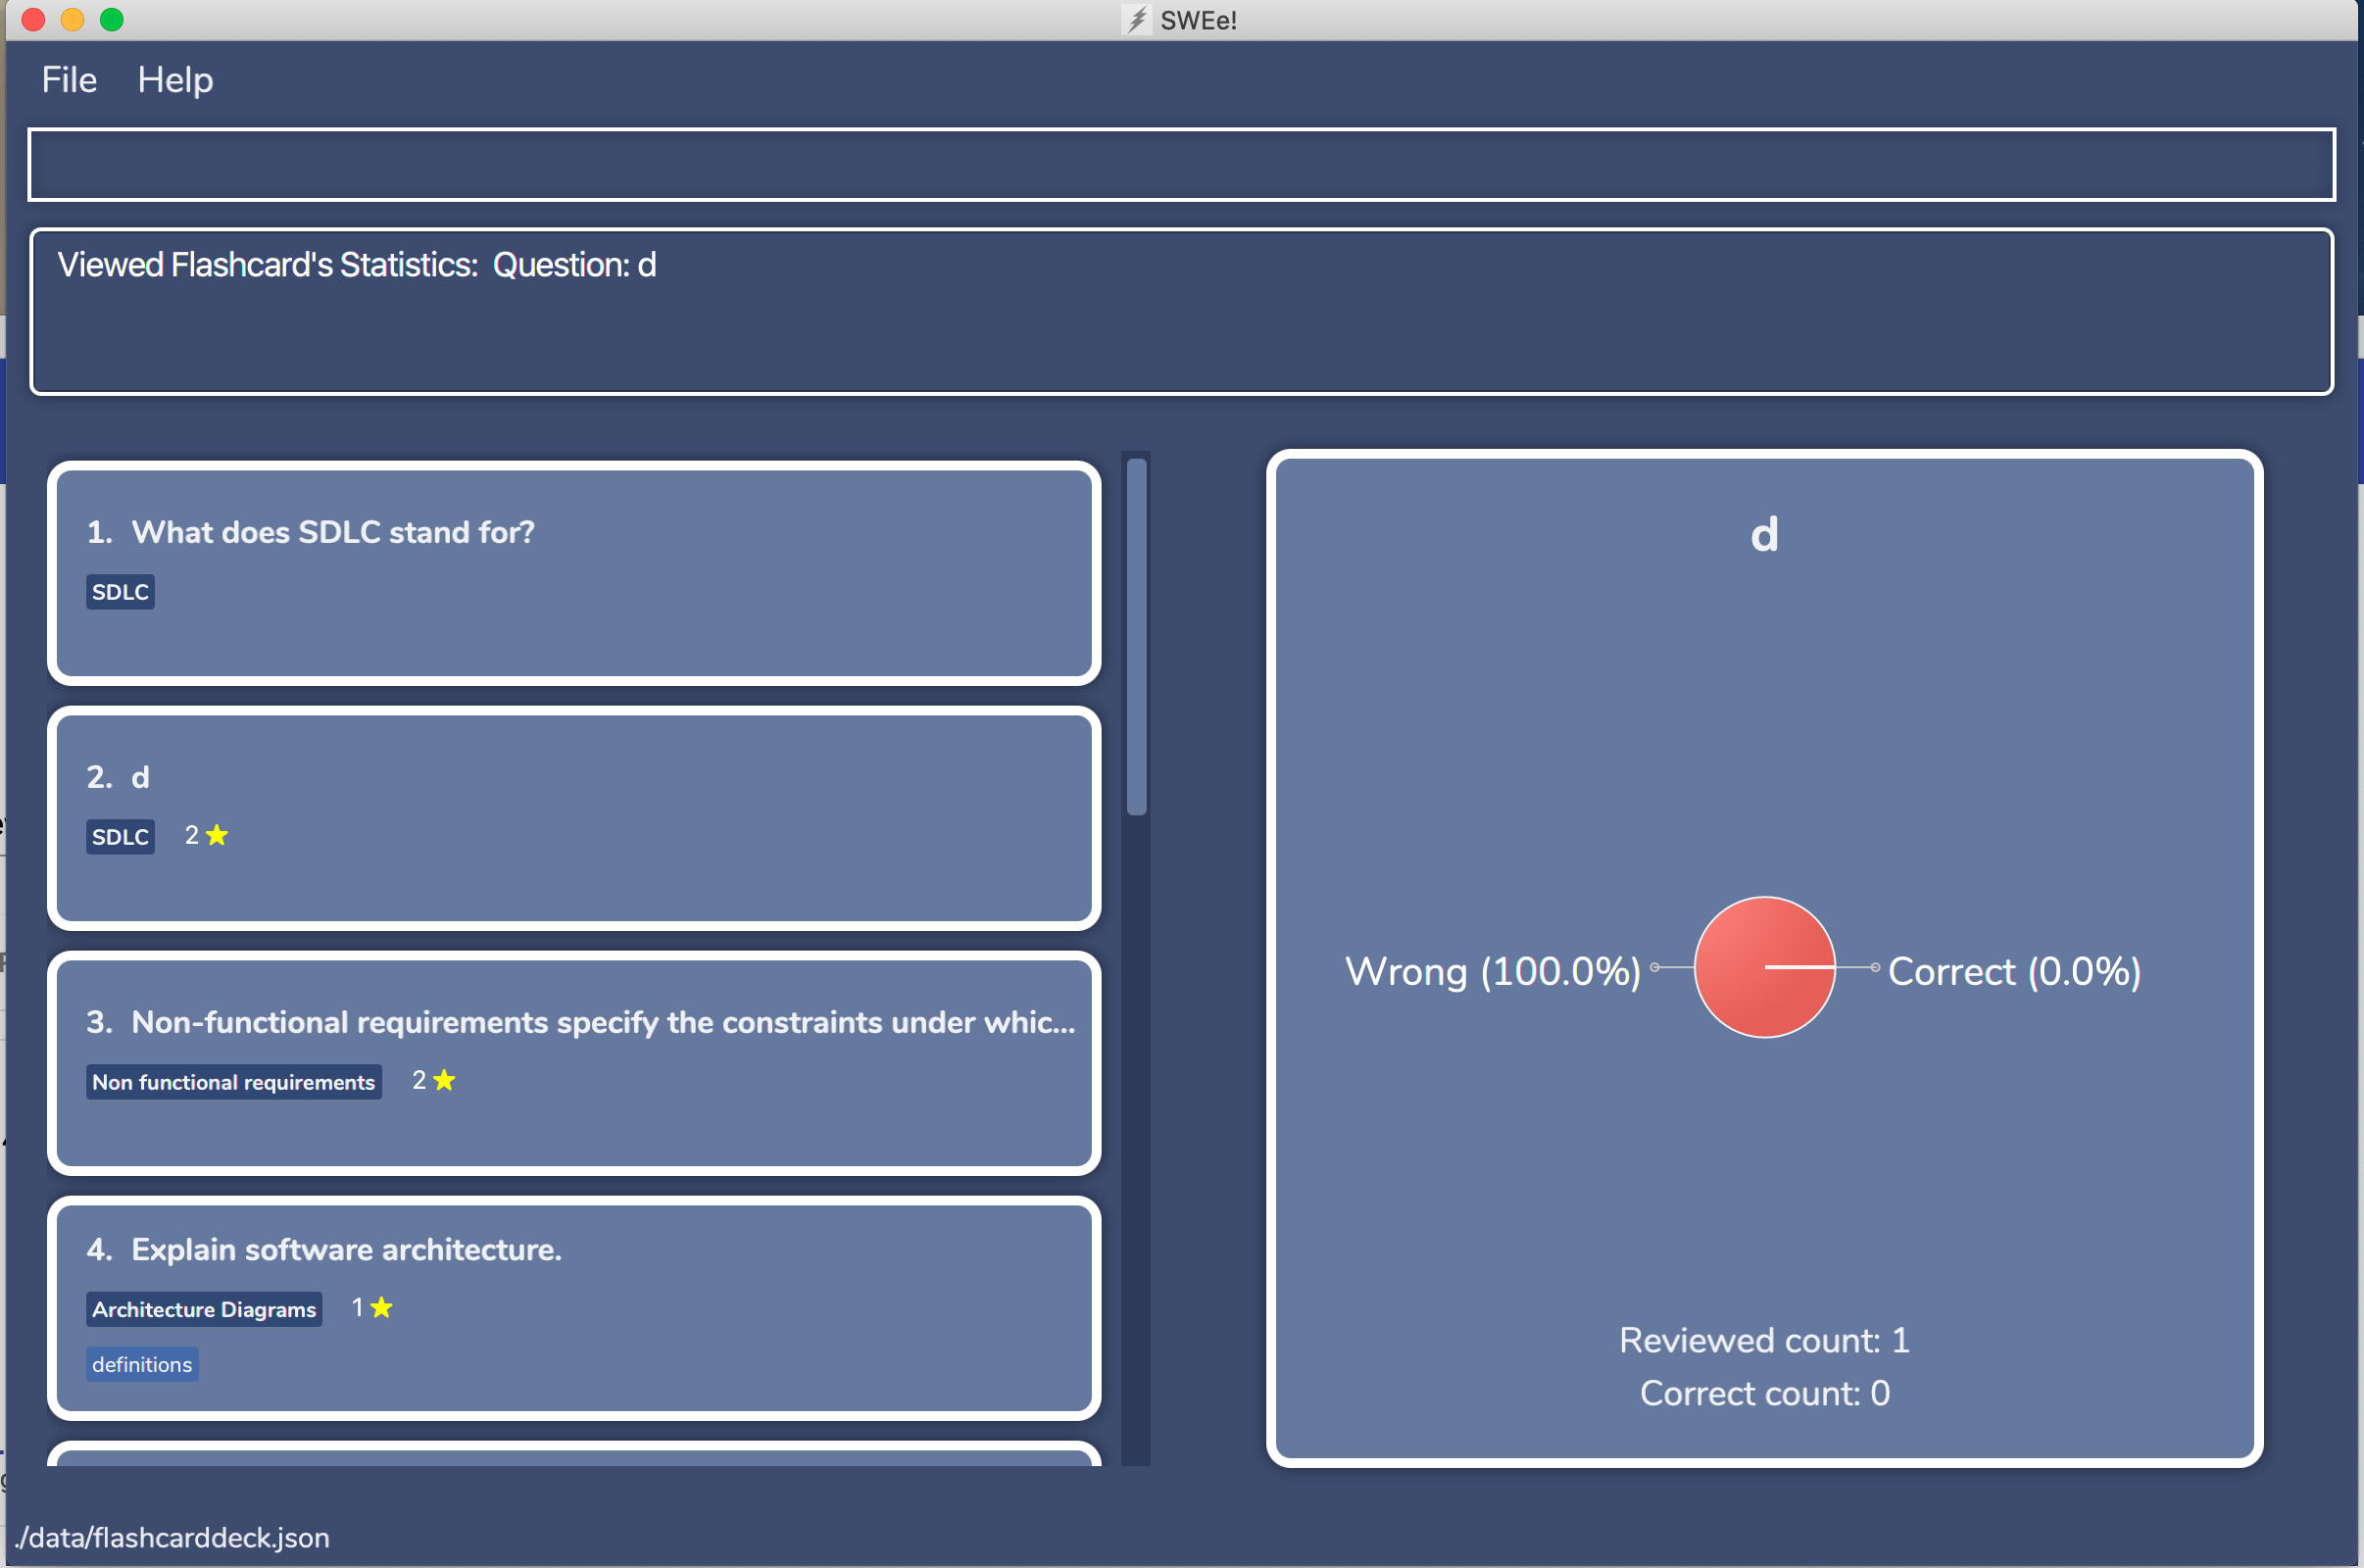 SWEe!
File Help
Viewed Flashcard's Statistics:  Question: d
1. What does SDLC stand for?
SDLC
2. d
SDLC 2 ★
3. Non-functional requirements specify the constraints under whic...
Non functional requirements 2 ★
4. Explain software architecture.
Architecture Diagrams 1 ★
definitions
d
Wrong (100.0%) Correct (0.0%)
Reviewed count: 1
Correct count: 0
./data/flashcarddeck.json